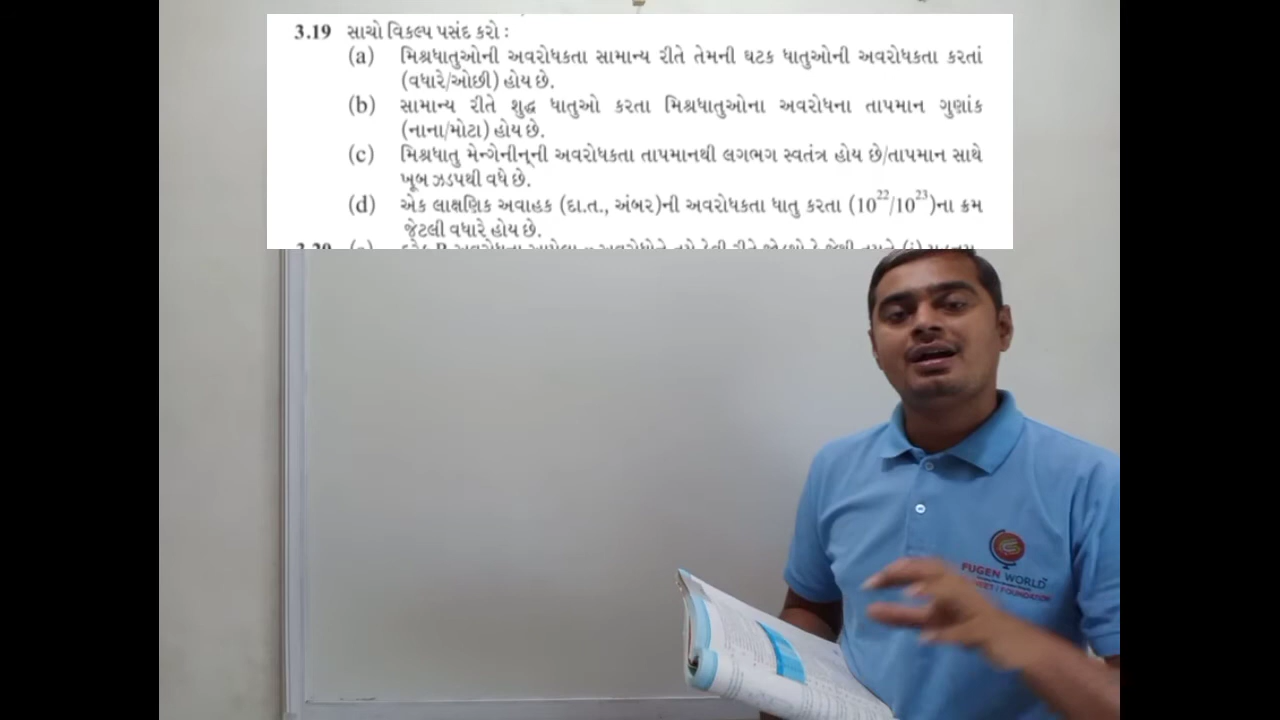 3.19 સાચો વિકલ્પ પસંદ કરો :
(a) મિશ્રધાતુઓની અવરોધકતા સામાન્ય રીતે તેમની ઘટક ધાતુઓની અવરોધકતા કરતાં
(વધારે/ઓછી) હોય છે.
(b) સામાન્ય રીતે શુદ્ધ ધાતુઓ કરતા મિશ્રધાતુઓના અવરોધના તાપમાન ગુણાંક
(નાના/મોટા) હોય છે.
(c) મિશ્રધાતુ મેન્ગેનીનૂની અવરોધકતા તાપમાનથી લગભગ સ્વતંત્ર હોય છે/તાપમાન સાથે
ખૂબ ઝડપથી વધે છે.
(d) એક લાક્ષણિક અવાહક (દા.ત., અંબર)ની અવરોધકતા ધાતુ કરતા (10²²/10²³)ના ક્રમ
જેટલી વધારે હોય છે.
FUGEN WORLD
FOUNDATION